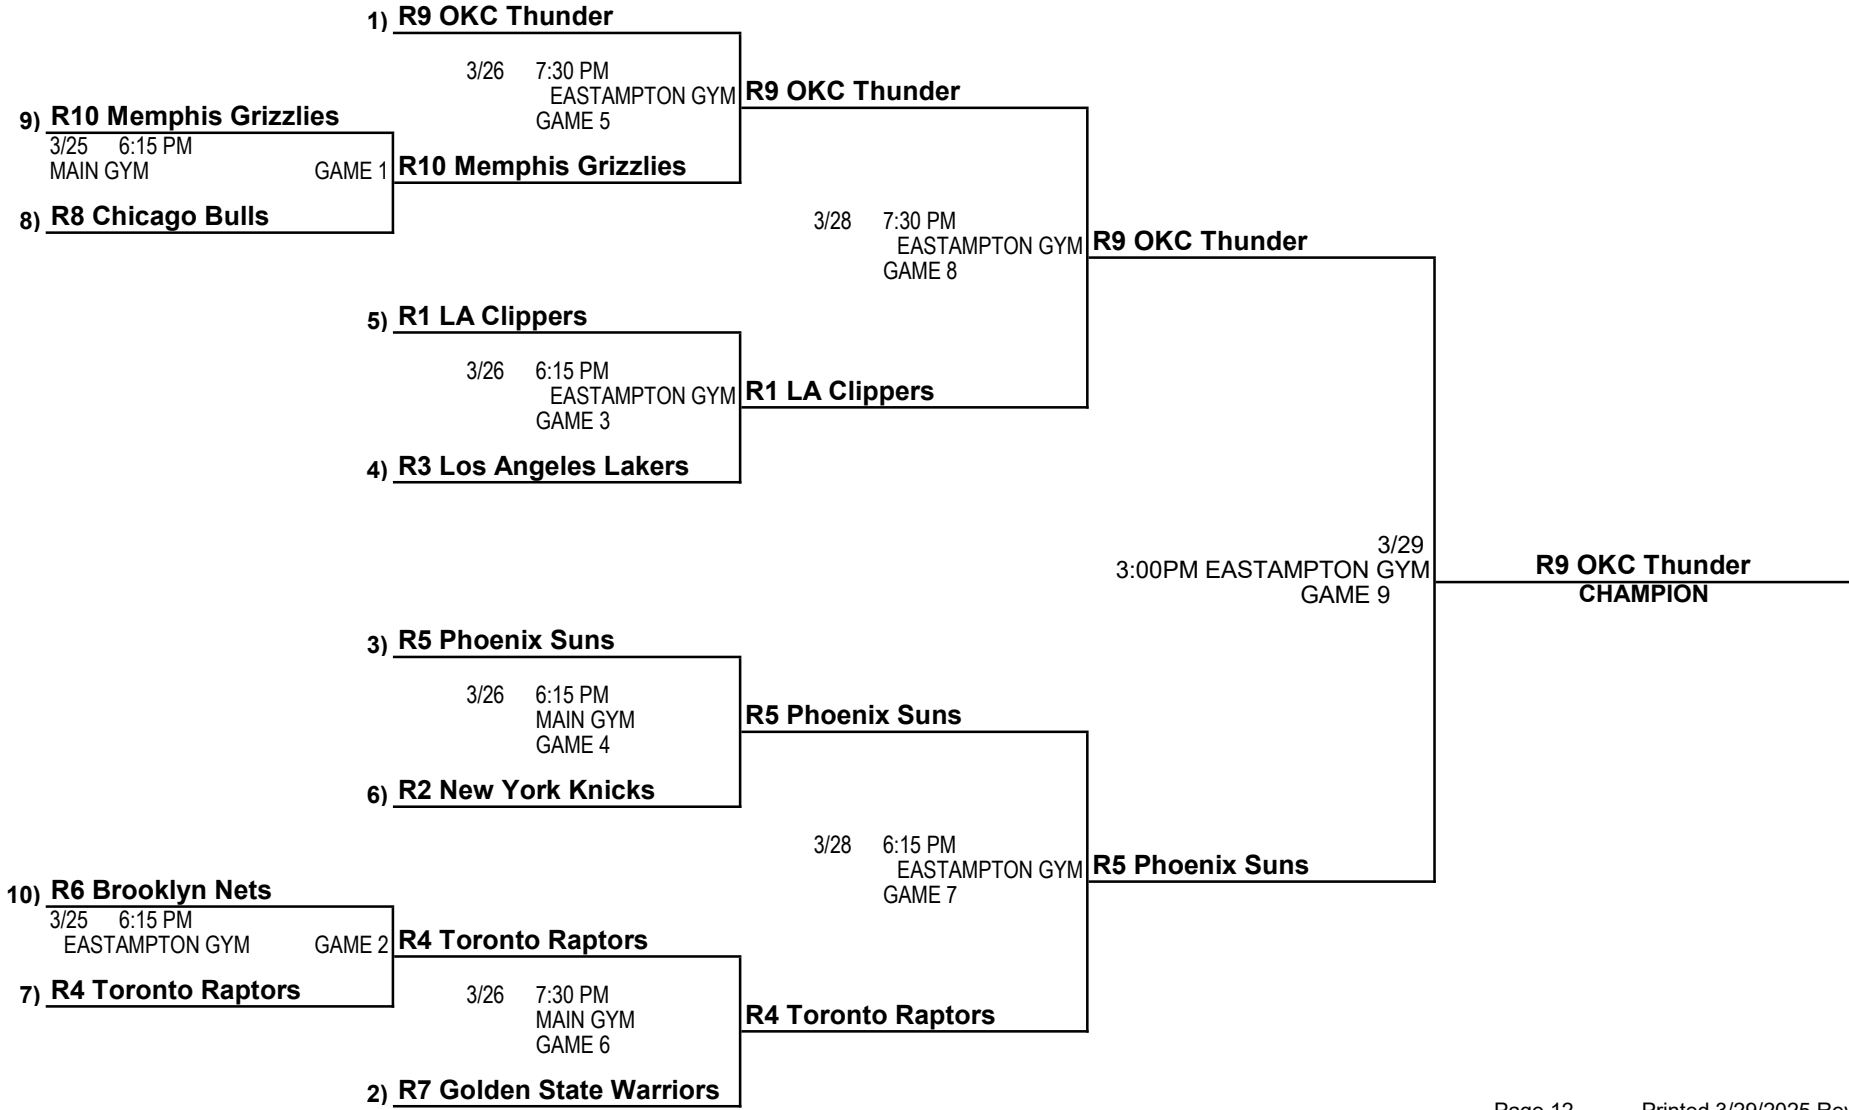 1) R9 OKC Thunder
3/26 7:30 PM
EASTAMPTON GYM
GAME 5
R9 OKC Thunder
9) R10 Memphis Grizzlies
3/25 6:15 PM
MAIN GYM GAME 1
R10 Memphis Grizzlies
8) R8 Chicago Bulls
3/28 7:30 PM
EASTAMPTON GYM
GAME 8
R9 OKC Thunder
5) R1 LA Clippers
3/26 6:15 PM
EASTAMPTON GYM
GAME 3
R1 LA Clippers
4) R3 Los Angeles Lakers
3/29
3:00PM EASTAMPTON GYM
GAME 9
R9 OKC Thunder
CHAMPION
3) R5 Phoenix Suns
3/26 6:15 PM
MAIN GYM
GAME 4
R5 Phoenix Suns
6) R2 New York Knicks
3/28 6:15 PM
EASTAMPTON GYM
GAME 7
R5 Phoenix Suns
10) R6 Brooklyn Nets
3/25 6:15 PM
EASTAMPTON GYM GAME 2
R4 Toronto Raptors
7) R4 Toronto Raptors
3/26 7:30 PM
MAIN GYM
GAME 6
R4 Toronto Raptors
2) R7 Golden State Warriors
Page 12 Printed 3/29/2025